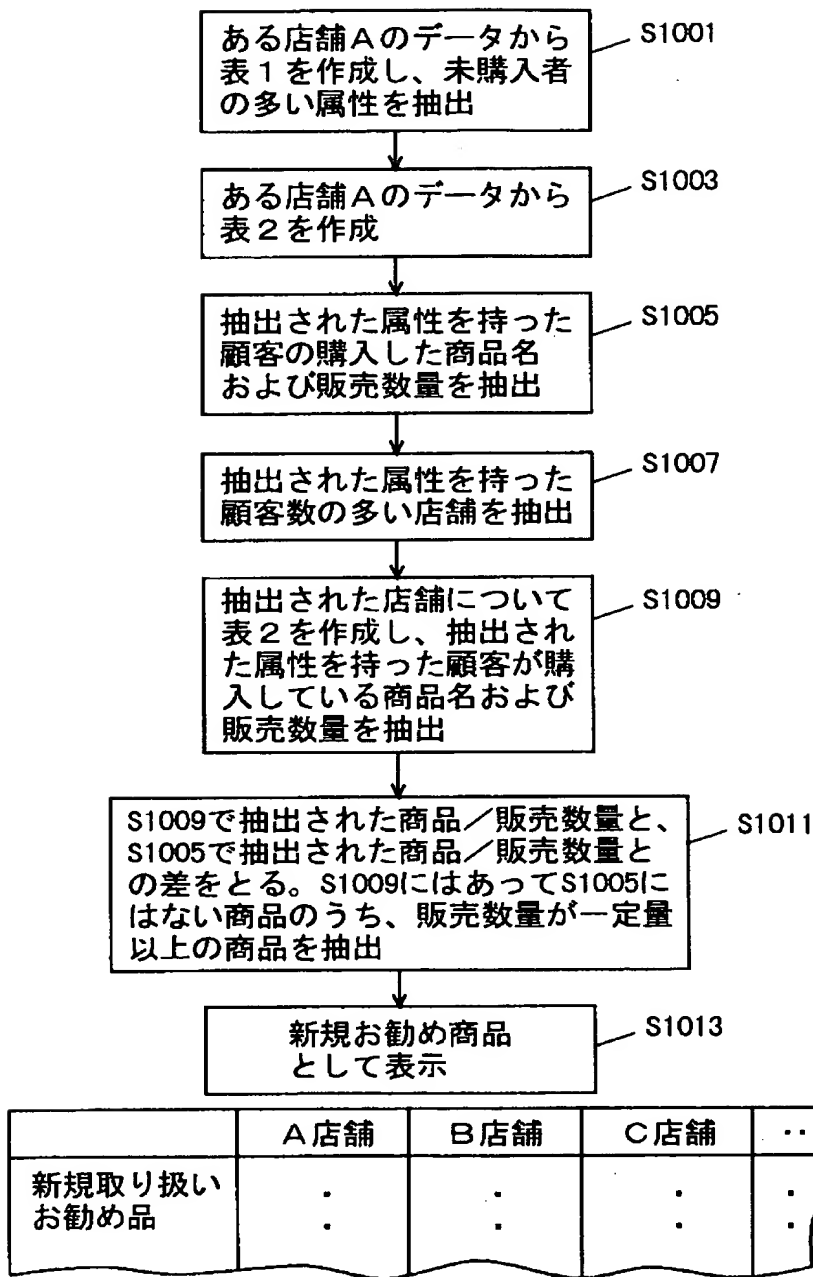 ある店舗Aのデータから
表1を作成し、未購入者
の多い属性を抽出
S1001
ある店舗Aのデータから
表2を作成
S1003
抽出された属性を持った
顧客の購入した商品名
および販売数量を抽出
S1005
抽出された属性を持った
顧客数の多い店舗を抽出
S1007
抽出された店舗について
表2を作成し、抽出され
た属性を持った顧客が購
入している商品名および
販売数量を抽出
S1009
S1009で抽出された商品/販売数量と、
S1005で抽出された商品/販売数量と
の差をとる。S1009にはあってS1005に
はない商品のうち、販売数量が一定量
以上の商品を抽出
S1011
新規お勧め商品
として表示
S1013
A店舗 B店舗 C店舗 ‥
新規取り扱い
お勧め品